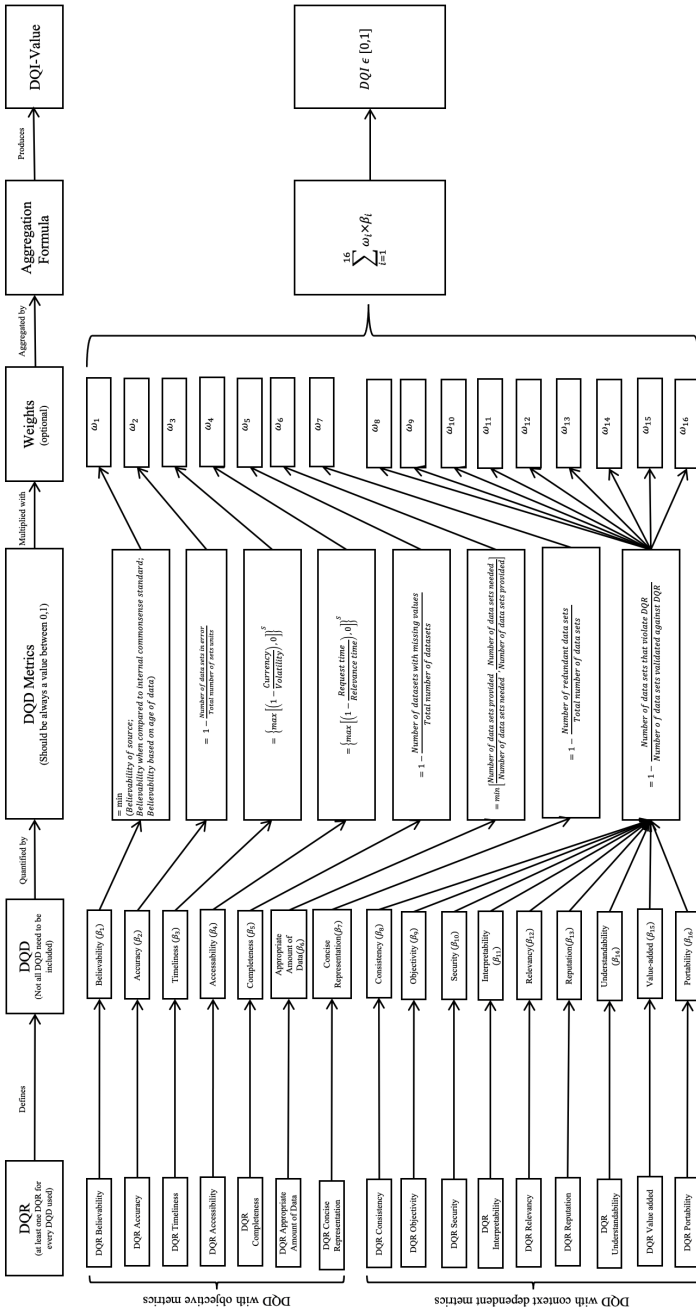 DQR
(at least one DQR for
every DQD used)
Defines
DQD
(Not all DQD need to be
included)
Quantified by
DQD Metrics
(Should be always a value between 0,1)
Multiplied with
Weights
(optional)
Aggregated by
Aggregation
Formula
Produces
DQI-Value
DQD with objective metrics
DQR Believability
DQR Accuracy
DQR Timeliness
DQR Accessibility
DQR
Completeness
DQR Appropriate
Amount of Data
DQR Concise
Representation
DQD with context dependent metrics
DQR Consistency
DQR Objectivity
DQR Security
DQR
Interpretability
DQR Relevancy
DQR Reputation
DQR
Understandability
DQR Value added
DQR Portability
Believability (β₁)
Accuracy (β₂)
Timeliness (β₃)
Accessability (β₄)
Completeness (β₅)
Appropriate
Amount of
Data(β₆)
Concise
Representation(β₇)
Consistency (β₈)
Objectivity (β₉)
Security (β₁₀)
Interpretability
(β₁₁)
Relevancy(β₁₂)
Reputation(β₁₃)
Understandability
(β₁₄)
Value-added (β₁₅)
Portability (β₁₆)
= min
(Believability of source;
Believability when compared to internal commonsense standard;
Believability based on age of data)
= 1 − Number of data sets in error / Total number of sets units
= {max [(1 − Currency / Volatility), 0]}ˢ
= {max [(1 − Request time / Relevance time), 0]}ˢ
= 1 − Number of datasets with missing values / Total number of datasets
= min [Number of data sets provided / Number of data sets needed, Number of data sets needed / Number of data sets provided]
= 1 − Number of redundant data sets / Total number of data sets
= 1 − Number of data sets that violate DQR / Number o f data sets validated against DQR
ω₁
ω₂
ω₃
ω₄
ω₅
ω₆
ω₇
ω₈
ω₉
ω₁₀
ω₁₁
ω₁₂
ω₁₃
ω₁₄
ω₁₅
ω₁₆
16
∑ ωᵢ×βᵢ
i=1
DQI ϵ [0,1]